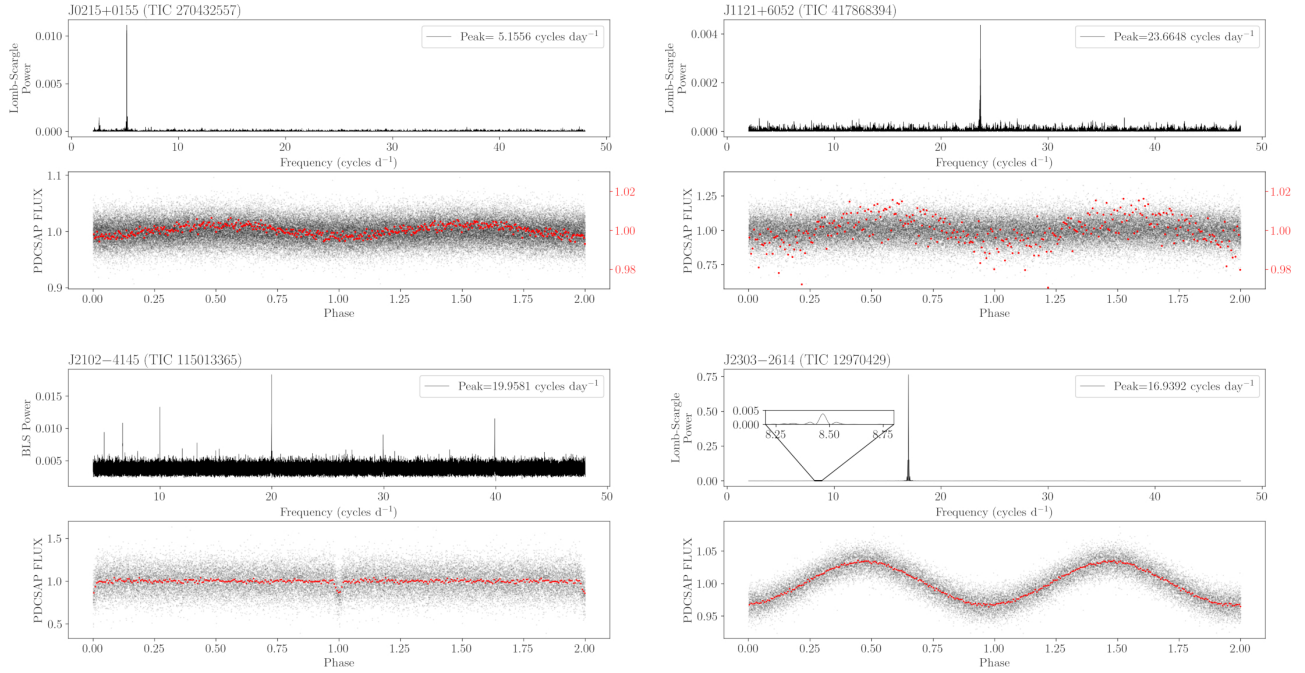 J0215+0155 (TIC 270432557)
Lomb-Scargle
Power
0.010
0.005
0.000
Peak= 5.1556 cycles day⁻¹
0 10 20 30 40 50
Frequency (cycles d⁻¹)
PDCSAP FLUX
1.1
1.0
0.9
1.02
1.00
0.98
0.00 0.25 0.50 0.75 1.00 1.25 1.50 1.75 2.00
Phase
J1121+6052 (TIC 417868394)
Lomb-Scargle
Power
0.004
0.002
0.000
Peak=23.6648 cycles day⁻¹
0 10 20 30 40 50
Frequency (cycles d⁻¹)
PDCSAP FLUX
1.25
1.00
0.75
1.02
1.00
0.98
0.00 0.25 0.50 0.75 1.00 1.25 1.50 1.75 2.00
Phase
J2102−4145 (TIC 115013365)
BLS Power
0.015
0.010
0.005
Peak=19.9581 cycles day⁻¹
10 20 30 40 50
Frequency (cycles d⁻¹)
PDCSAP FLUX
1.5
1.0
0.5
0.00 0.25 0.50 0.75 1.00 1.25 1.50 1.75 2.00
Phase
J2303−2614 (TIC 12970429)
Lomb-Scargle
Power
0.75
0.50
0.25
0.00
Peak=16.9392 cycles day⁻¹
0.005
0.000
8.25 8.50 8.75
0 10 20 30 40 50
Frequency (cycles d⁻¹)
PDCSAP FLUX
1.05
1.00
0.95
0.00 0.25 0.50 0.75 1.00 1.25 1.50 1.75 2.00
Phase